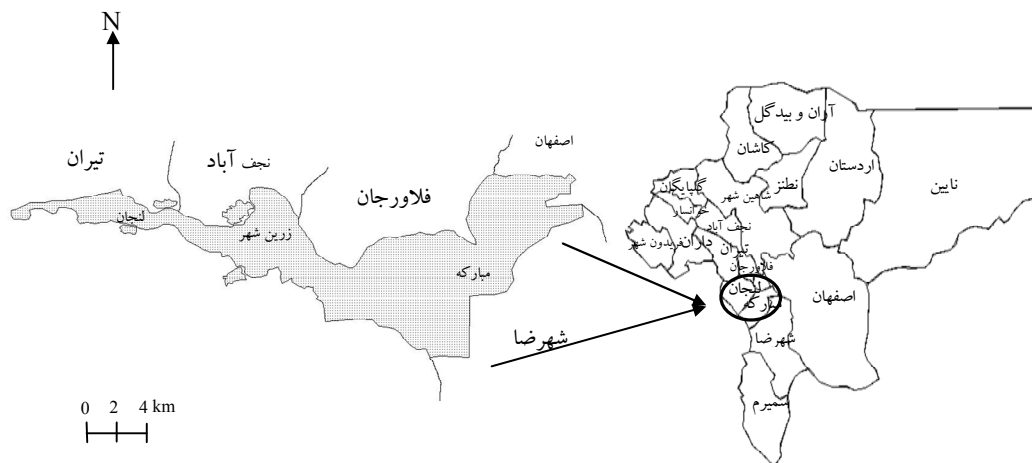 N
اصفهان
تیران
نجف آباد
فلاورجان
لنجان
زرین شهر
مبارکه
شهرضا
0 2 4 km
آران و بیدگل
کاشان
اردستان
نطنز
نایین
گلپایگان
شاهین شهر
خوانسار
نجف آباد
فریدون شهر
داران
تیران
فلاورجان
لنجان
مبارکه
اصفهان
شهرضا
سمیرم